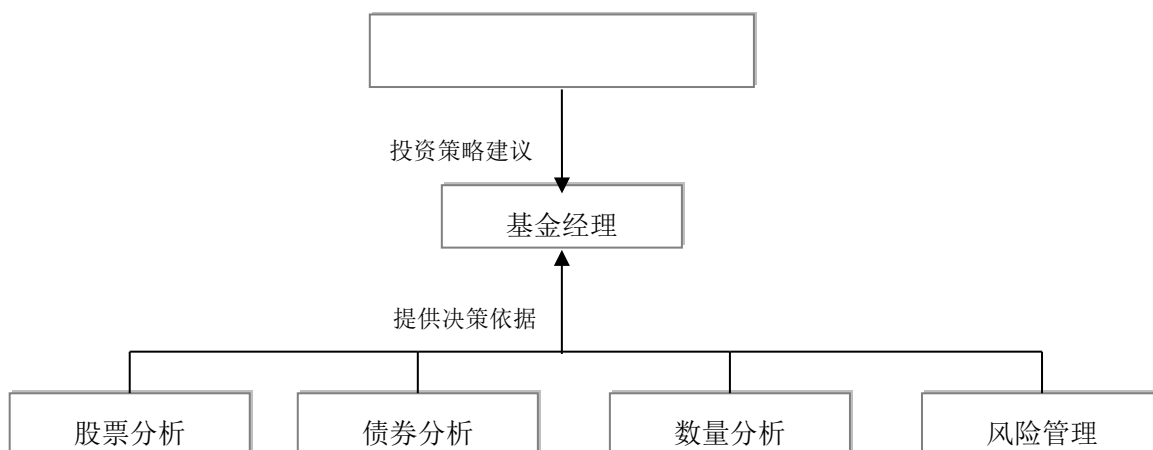 投资策略建议
基金经理
提供决策依据
股票分析
债券分析
数量分析
风险管理